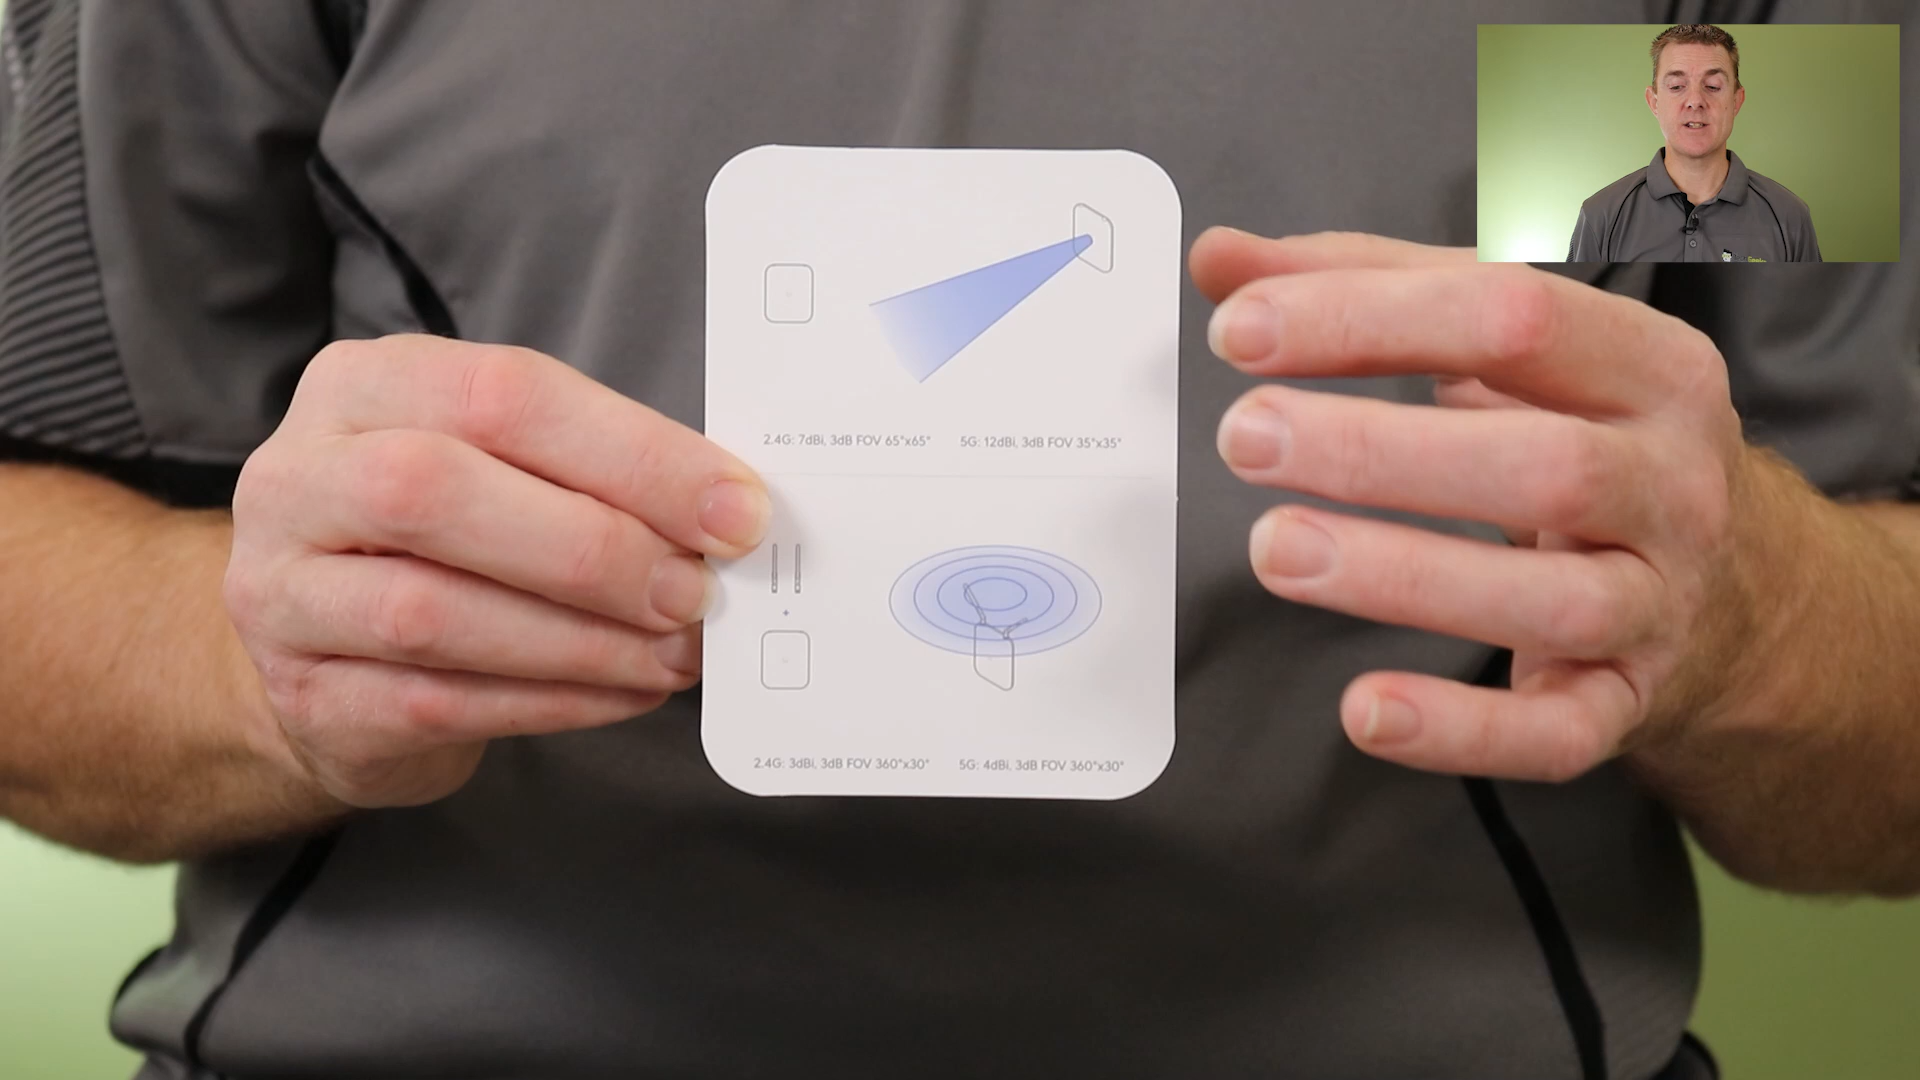 2.4G: 7dBi, 3dB FOV 65°x65° 5G: 12dBi, 3dB FOV 35°x35°
+
2.4G: 3dBi, 3dB FOV 360°x30° 5G: 4dBi, 3dB FOV 360°x30°